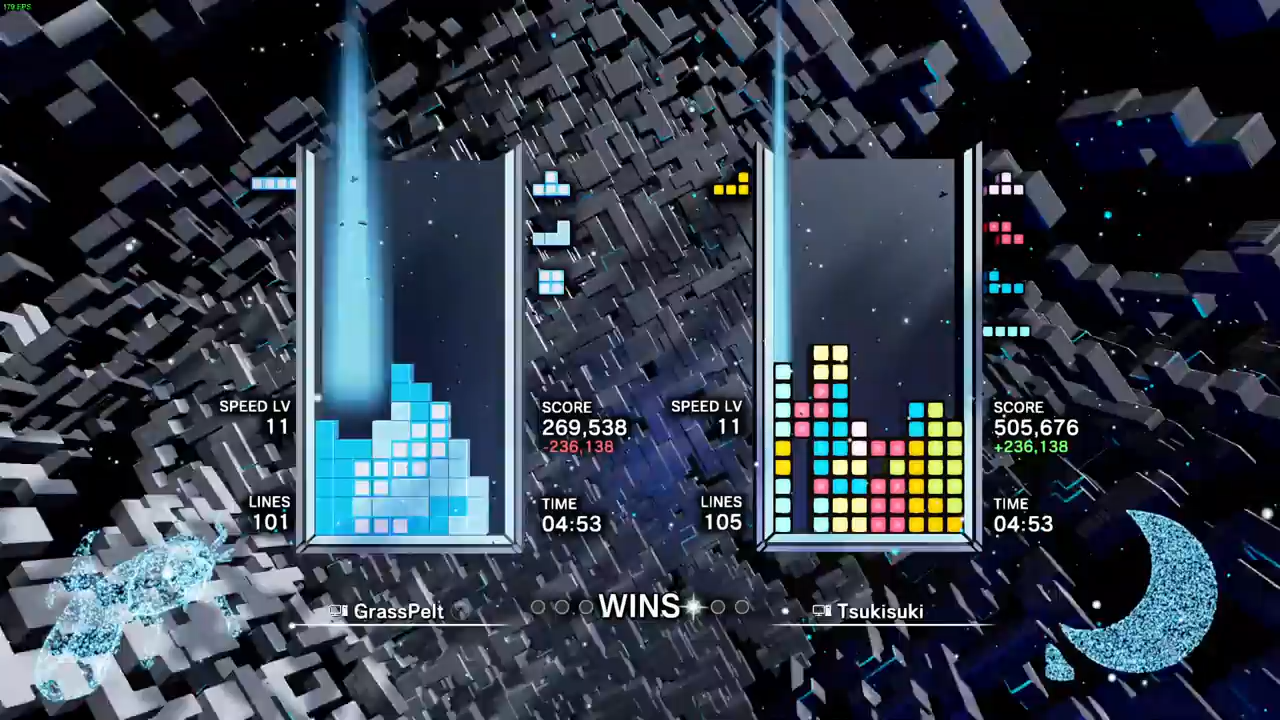 179 FPS
SPEED LV
11
LINES
101
SCORE
269,538
-236,138
TIME
04:53
SPEED LV
11
LINES
105
SCORE
505,676
+236,138
TIME
04:53
GrassPelt
WINS
Tsukisuki